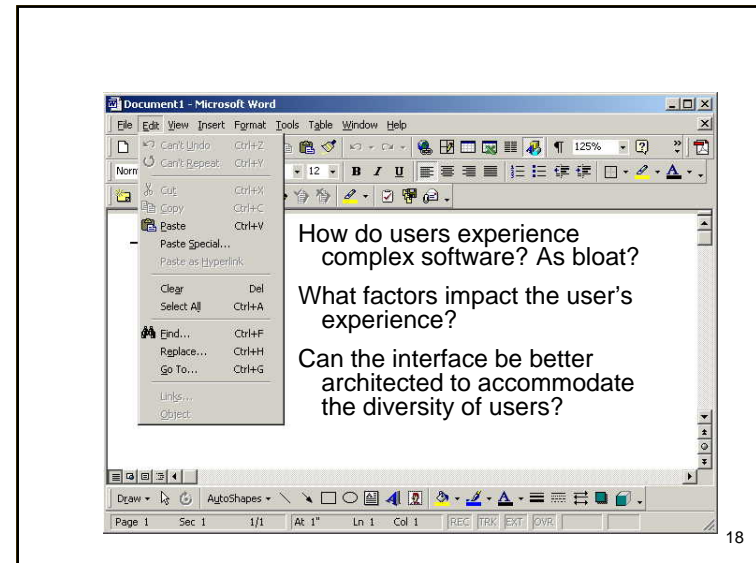 Document1 - Microsoft Word
File Edit View Insert Format Tools Table Window Help
125%
Norm 12 B I U A
Can't Undo Ctrl+Z
Can't Repeat Ctrl+Y
Cut Ctrl+X
Copy Ctrl+C
Paste Ctrl+V
Paste Special...
Paste as Hyperlink
Clear Del
Select All Ctrl+A
Find... Ctrl+F
Replace... Ctrl+H
Go To... Ctrl+G
Links...
Object
How do users experience
complex software? As bloat?
What factors impact the user's
experience?
Can the interface be better
architected to accommodate
the diversity of users?
Draw AutoShapes
Page 1 Sec 1 1/1 At 1" Ln 1 Col 1 REC TRK EXT OVR
18